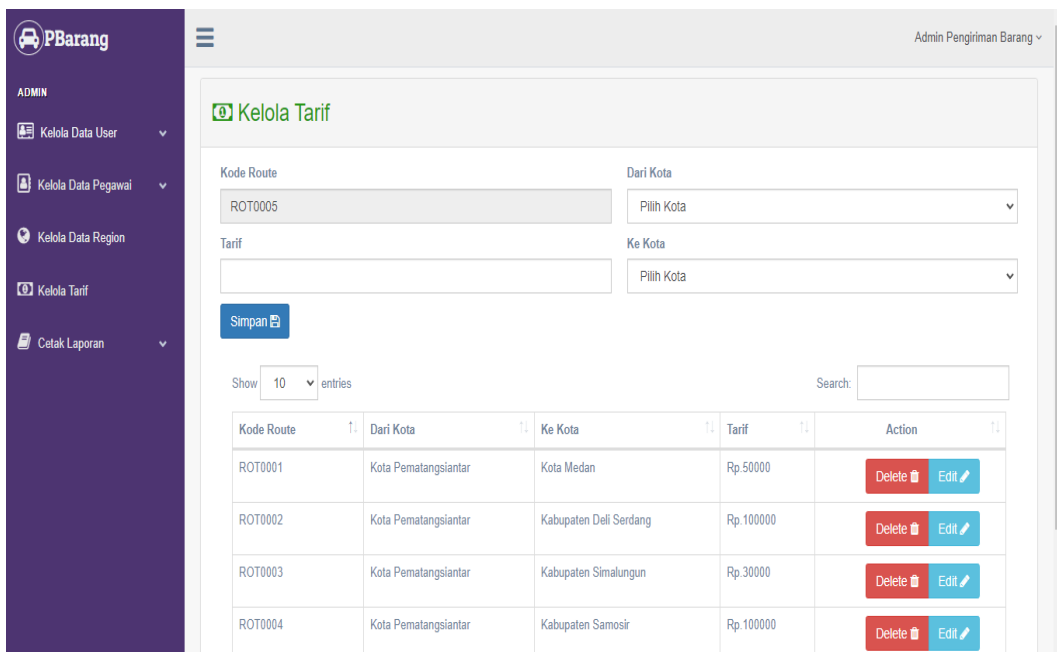 PBarang
Admin Pengiriman Barang
ADMIN
Kelola Data User
Kelola Data Pegawai
Kelola Data Region
Kelola Tarif
Cetak Laporan
Kelola Tarif
Kode Route
Dari Kota
ROT0005
Pilih Kota
Tarif
Ke Kota
Pilih Kota
Simpan
Show 10 entries
Search:
Kode Route Dari Kota Ke Kota Tarif Action
ROT0001 Kota Pematangsiantar Kota Medan Rp.50000 Delete Edit
ROT0002 Kota Pematangsiantar Kabupaten Deli Serdang Rp.100000 Delete Edit
ROT0003 Kota Pematangsiantar Kabupaten Simalungun Rp.30000 Delete Edit
ROT0004 Kota Pematangsiantar Kabupaten Samosir Rp.100000 Delete Edit